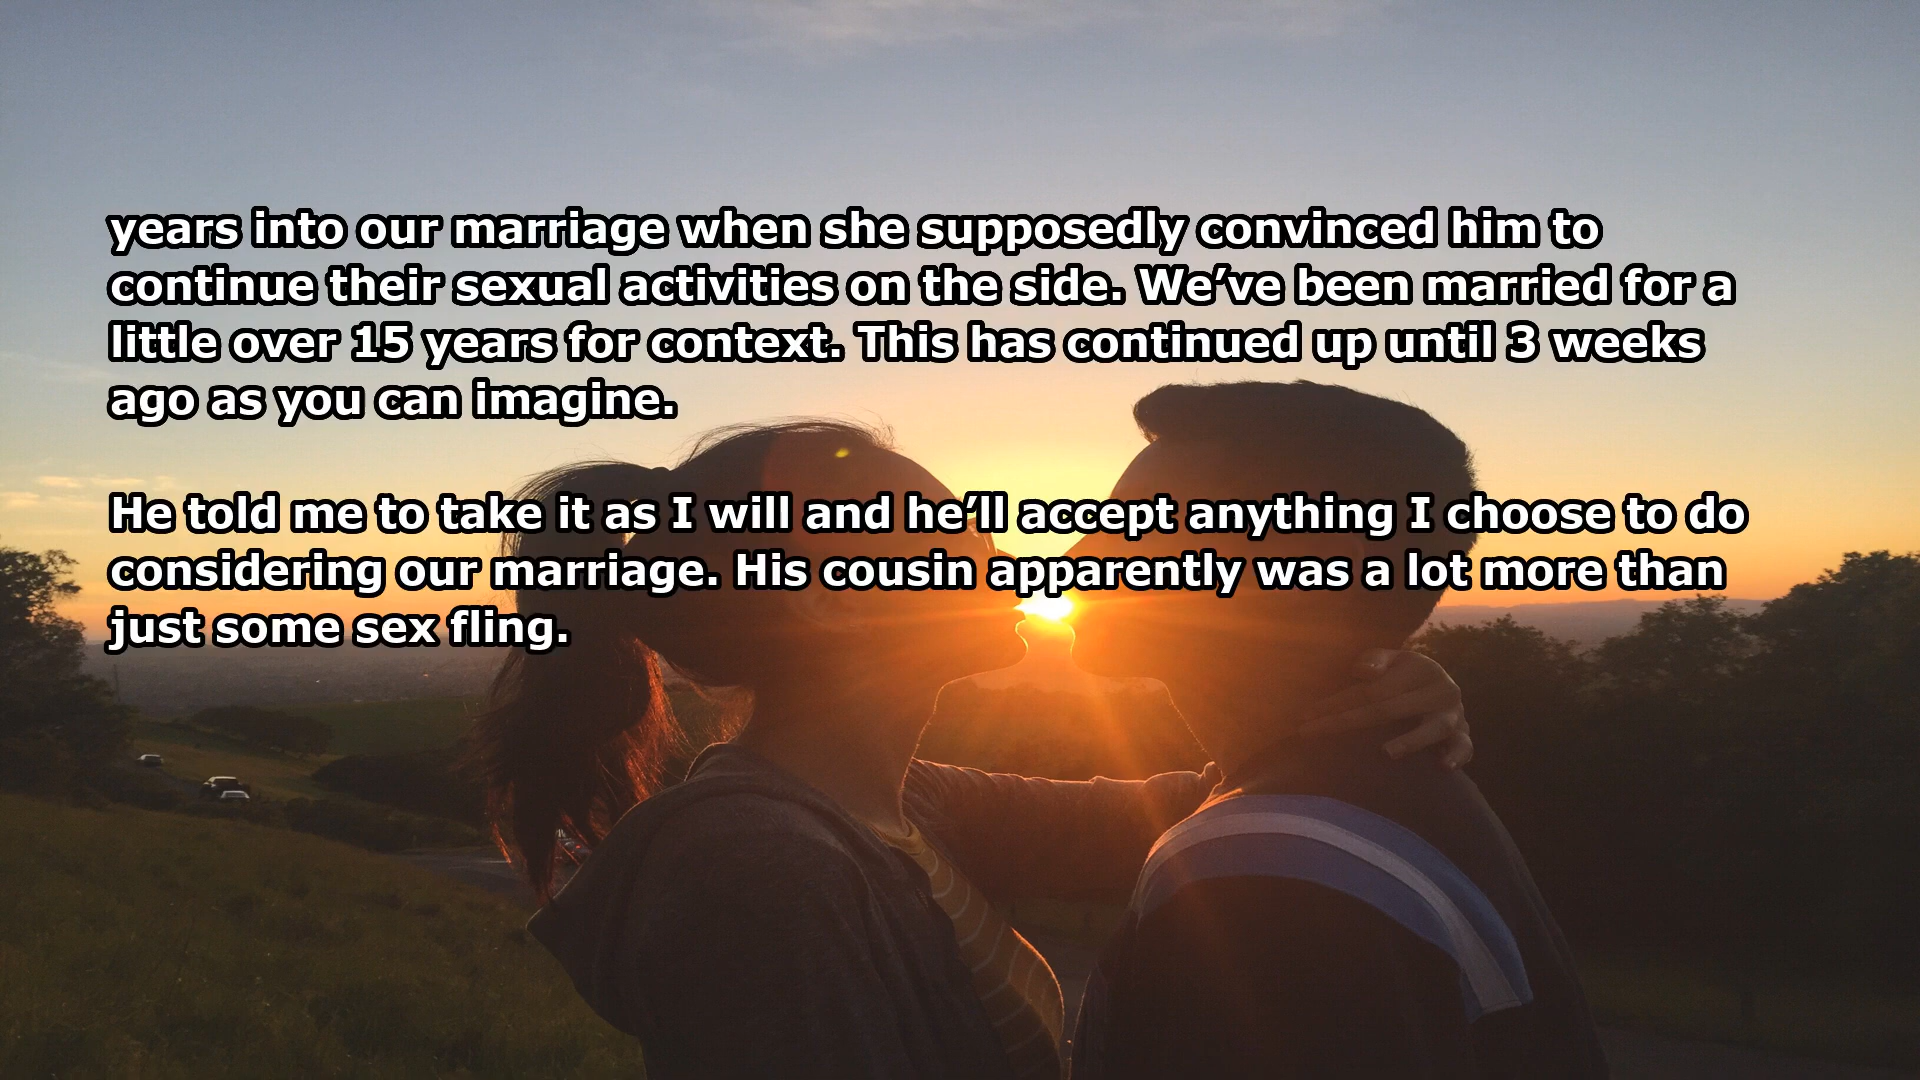 years into our marriage when she supposedly convinced him to
continue their sexual activities on the side. We’ve been married for a
little over 15 years for context. This has continued up until 3 weeks
ago as you can imagine.
He told me to take it as I will and he’ll accept anything I choose to do
considering our marriage. His cousin apparently was a lot more than
just some sex fling.